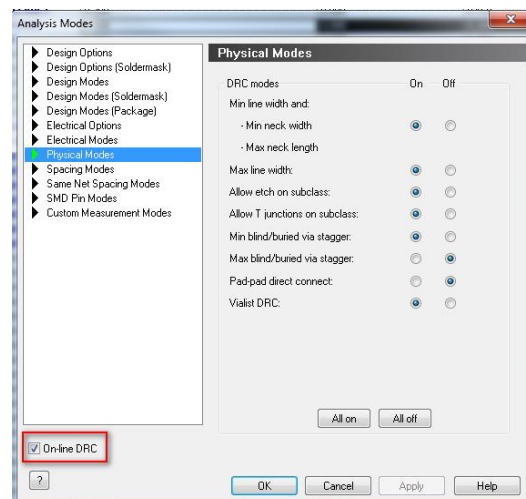 Analysis Modes
Design Options
Design Options (Soldermask)
Design Modes
Design Modes (Soldermask)
Design Modes (Package)
Electrical Options
Electrical Modes
Physical Modes
Spacing Modes
Same Net Spacing Modes
SMD Pin Modes
Custom Measurement Modes
On-line DRC
?
Physical Modes
DRC modes On Off
Min line width and:
· Min neck width
· Max neck length
Max line width:
Allow etch on subclass:
Allow T junctions on subclass:
Min blind/buried via stagger:
Max blind/buried via stagger:
Pad-pad direct connect:
Vialist DRC:
All on All off
OK Cancel Apply Help